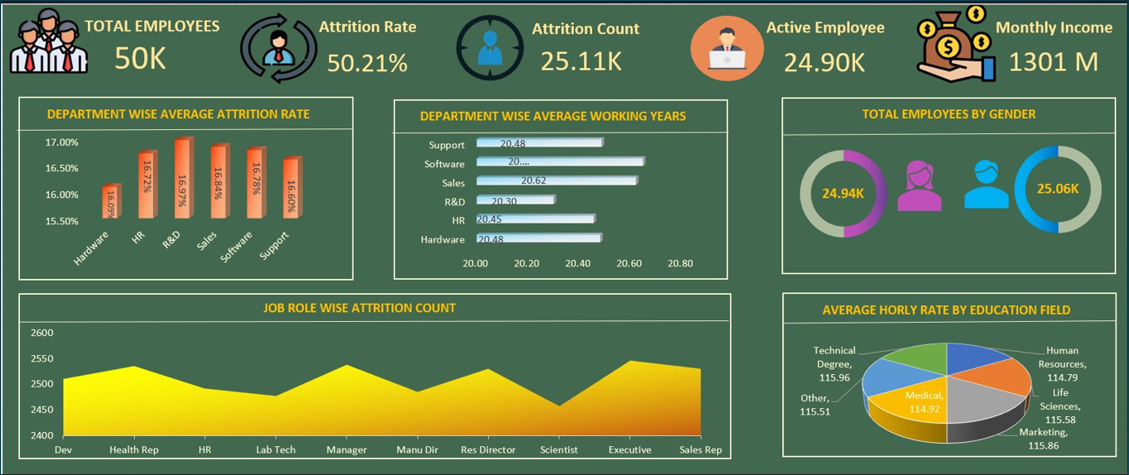 TOTAL EMPLOYEES
50K
Attrition Rate
50.21%
Attrition Count
25.11K
Active Employee
24.90K
Monthly Income
1301 M
DEPARTMENT WISE AVERAGE ATTRITION RATE
17.00%
16.50%
16.00%
15.50%
16.09%
16.72%
16.97%
16.84%
16.78%
16.60%
Hardware
HR
R&D
Sales
Software
Support
DEPARTMENT WISE AVERAGE WORKING YEARS
Support 20.48
Software 20....
Sales 20.62
R&D 20.30
HR 20.45
Hardware 20.48
20.00 20.20 20.40 20.60 20.80
TOTAL EMPLOYEES BY GENDER
24.94K
25.06K
JOB ROLE WISE ATTRITION COUNT
2600
2550
2500
2450
2400
Dev Health Rep HR Lab Tech Manager Manu Dir Res Director Scientist Executive Sales Rep
AVERAGE HORLY RATE BY EDUCATION FIELD
Technical
Degree,
115.96
Human
Resources,
114.79
Other,
115.51
Medical,
114.92
Life
Sciences,
115.58
Marketing,
115.86